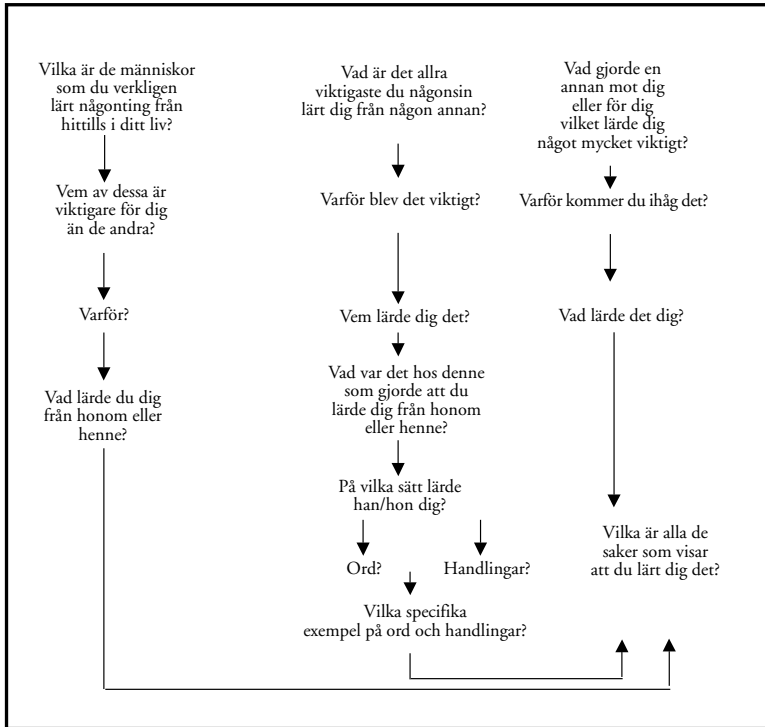 Vilka är de människor
som du verkligen
lärt någonting från
hittills i ditt liv?
Vem av dessa är
viktigare för dig
än de andra?
Varför?
Vad lärde du dig
från honom eller
henne?
Vad är det allra
viktigaste du någonsin
lärt dig från någon annan?
Varför blev det viktigt?
Vem lärde dig det?
Vad var det hos denne
som gjorde att du
lärde dig från honom
eller henne?
På vilka sätt lärde
han/hon dig?
Ord?
Handlingar?
Vilka specifika
exempel på ord och handlingar?
Vad gjorde en
annan mot dig
eller för dig
vilket lärde dig
något mycket viktigt?
Varför kommer du ihåg det?
Vad lärde det dig?
Vilka är alla de
saker som visar
att du lärt dig det?